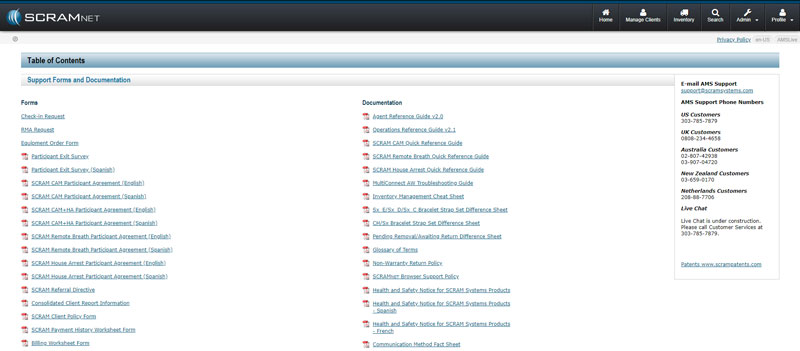 SCRAMNET
Home
Manage Clients
Inventory
Search
Admin
Profile
Privacy Policy
en-US
AMSLive
Table of Contents
Support Forms and Documentation
Forms
Check-in Request
RMA Request
Equipment Order Form
Participant Exit Survey
Participant Exit Survey (Spanish)
SCRAM CAM Participant Agreement (English)
SCRAM CAM Participant Agreement (Spanish)
SCRAM CAM+HA Participant Agreement (English)
SCRAM CAM+HA Participant Agreement (Spanish)
SCRAM Remote Breath Participant Agreement (English)
SCRAM Remote Breath Participant Agreement (Spanish)
SCRAM House Arrest Participant Agreement (English)
SCRAM House Arrest Participant Agreement (Spanish)
SCRAM Referral Directive
Consolidated Client Report Information
SCRAM Client Policy Form
SCRAM Payment History Worksheet Form
Billing Worksheet Form
Documentation
Agent Reference Guide v2.0
Operations Reference Guide v2.1
SCRAM CAM Quick Reference Guide
SCRAM Remote Breath Quick Reference Guide
SCRAM House Arrest Quick Reference Guide
MultiConnect AW Troubleshooting Guide
Inventory Management Cheat Sheet
Sx_E/Sx_D/Sx_C Bracelet Strap Set Difference Sheet
CH/Sx Bracelet Strap Set Difference Sheet
Pending Removal/Awaiting Return Difference Sheet
Glossary of Terms
Non-Warranty Return Policy
SCRAMNET Browser Support Policy
Health and Safety Notice for SCRAM Systems Products
Health and Safety Notice for SCRAM Systems Products
- Spanish
Health and Safety Notice for SCRAM Systems Products
- French
Communication Method Fact Sheet
E-mail AMS Support
support@scramsystems.com
AMS Support Phone Numbers
US Customers
303-785-7879
UK Customers
0808-234-4658
Australia Customers
02-807-42938
03-907-04720
New Zealand Customers
03-659-0170
Netherlands Customers
208-88-7706
Live Chat
Live Chat is under construction.
Please call Customer Services at
303-785-7879.
Patents www.scrampatents.com